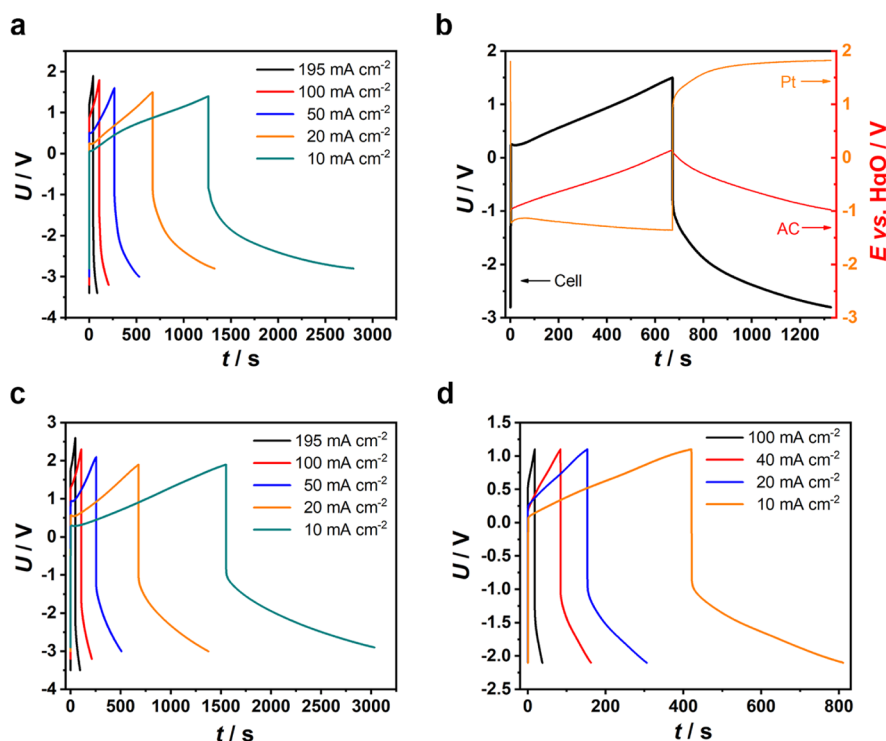 a
195 mA cm-2
100 mA cm-2
50 mA cm-2
20 mA cm-2
10 mA cm-2
U / V
2
1
0
-1
-2
-3
-4
0 500 1000 1500 2000 2500 3000
t / s
b
Pt
AC
Cell
U / V
2
1
0
-1
-2
-3
2
1
0
-1
-2
-3
E vs. HgO / V
0 200 400 600 800 1000 1200
t / s
c
195 mA cm-2
100 mA cm-2
50 mA cm-2
20 mA cm-2
10 mA cm-2
U / V
3
2
1
0
-1
-2
-3
-4
0 500 1000 1500 2000 2500 3000
t / s
d
100 mA cm-2
40 mA cm-2
20 mA cm-2
10 mA cm-2
U / V
1.5
1.0
0.5
0.0
-0.5
-1.0
-1.5
-2.0
-2.5
0 200 400 600 800
t / s